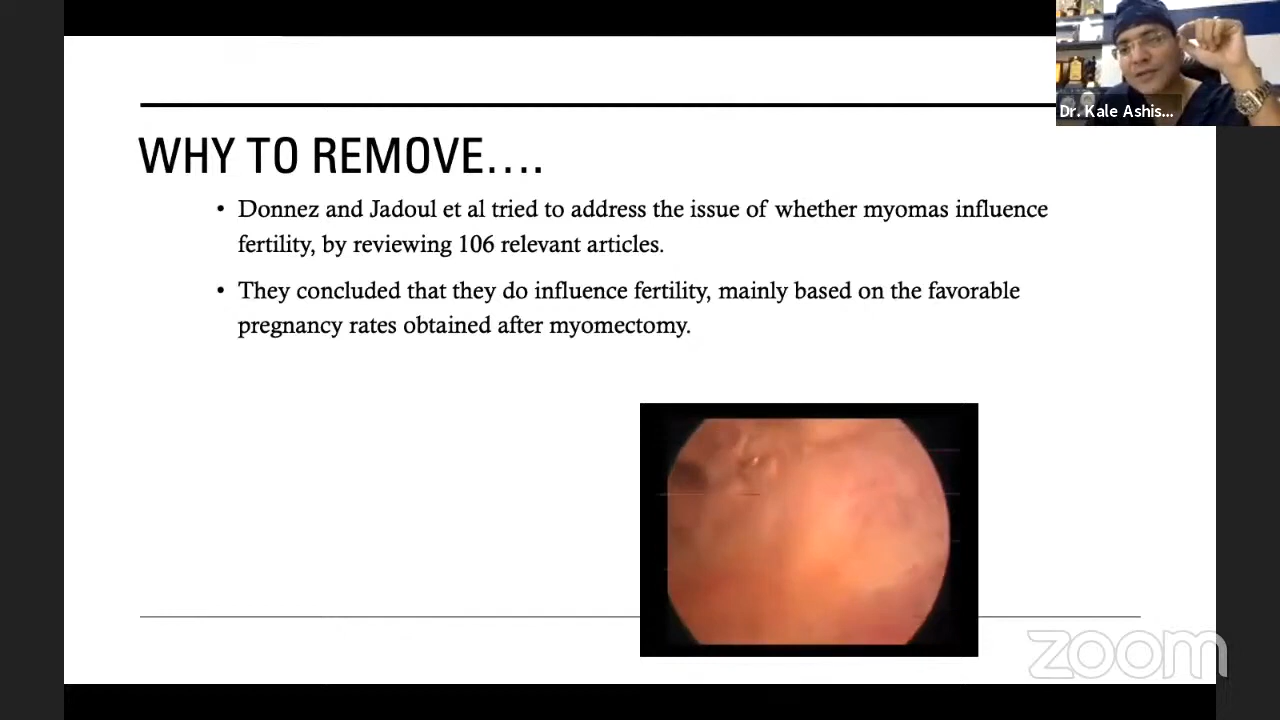 Dr. Kale Ashis...
WHY TO REMOVE....
• Donnez and Jadoul et al tried to address the issue of whether myomas influence
fertility, by reviewing 106 relevant articles.
• They concluded that they do influence fertility, mainly based on the favorable
pregnancy rates obtained after myomectomy.
zoom